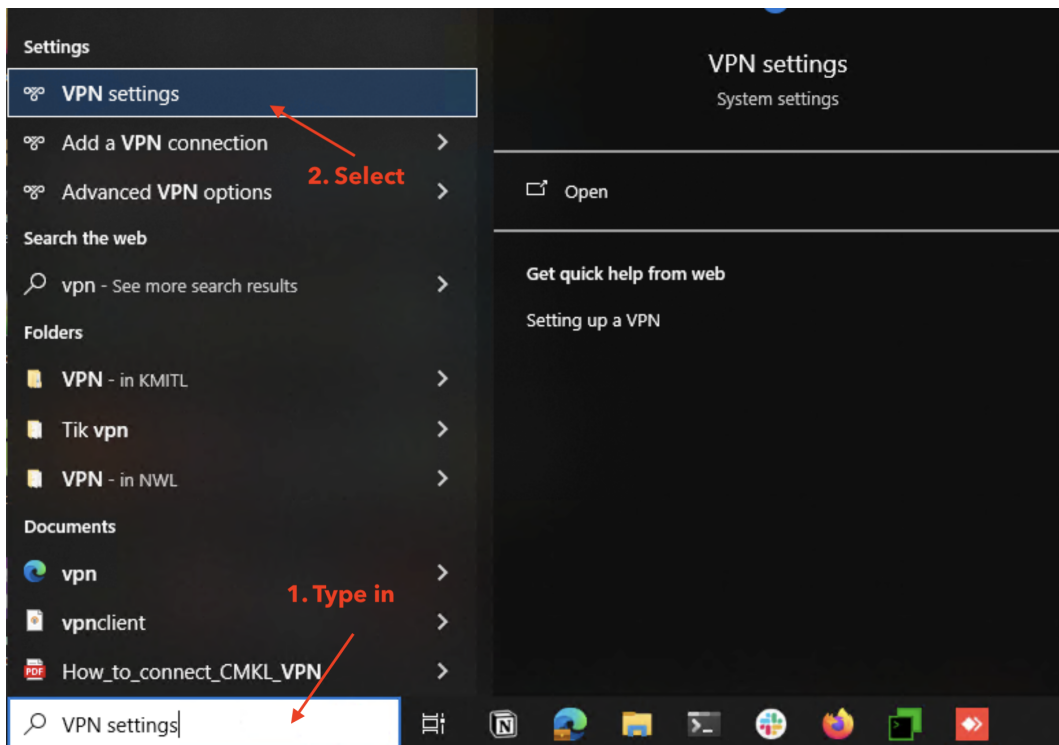 Settings
VPN settings
Add a VPN connection
2. Select
Advanced VPN options
Search the web
vpn - See more search results
Folders
VPN - in KMITL
Tik vpn
VPN - in NWL
Documents
vpn
1. Type in
vpnclient
PDF
How_to_connect_CMKL_VPN
VPN settings
VPN settings
System settings
Open
Get quick help from web
Setting up a VPN